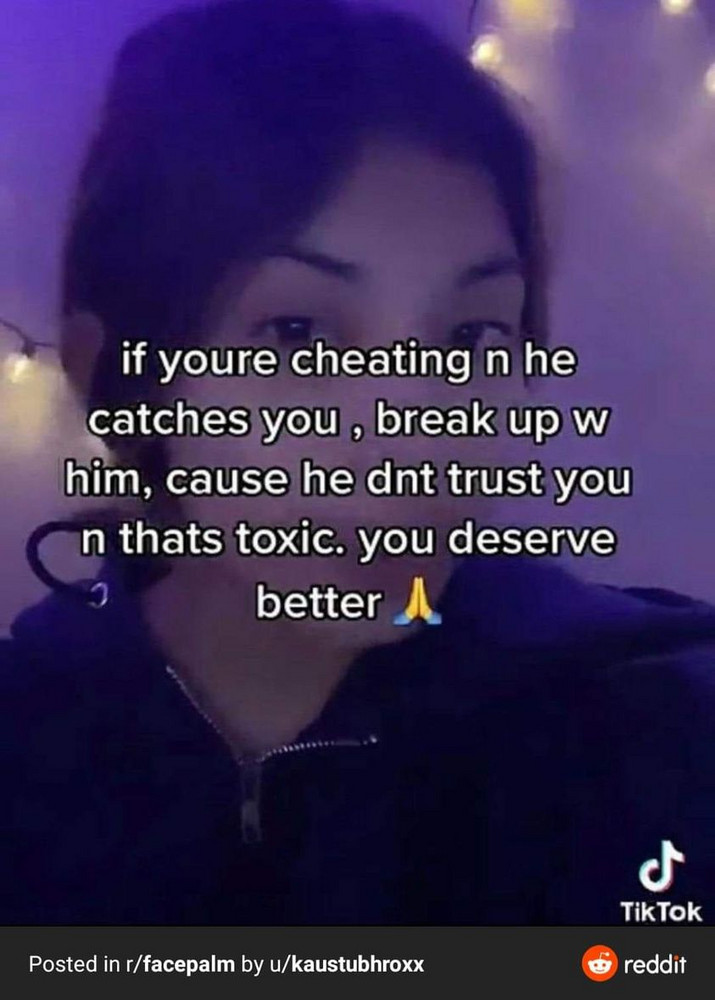 if youre cheating n he
catches you , break up w
him, cause he dnt trust you
n thats toxic. you deserve
better 🙏
TikTok
Posted in r/facepalm by u/kaustubhroxx
reddit